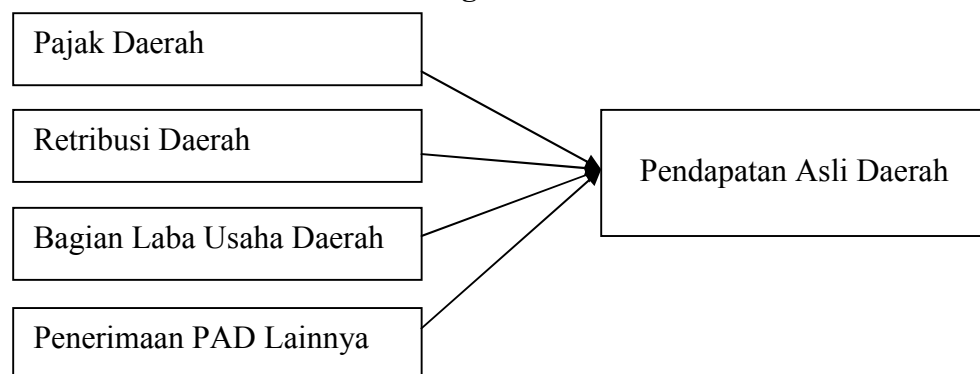 Pajak Daerah
Retribusi Daerah
Pendapatan Asli Daerah
Bagian Laba Usaha Daerah
Penerimaan PAD Lainnya